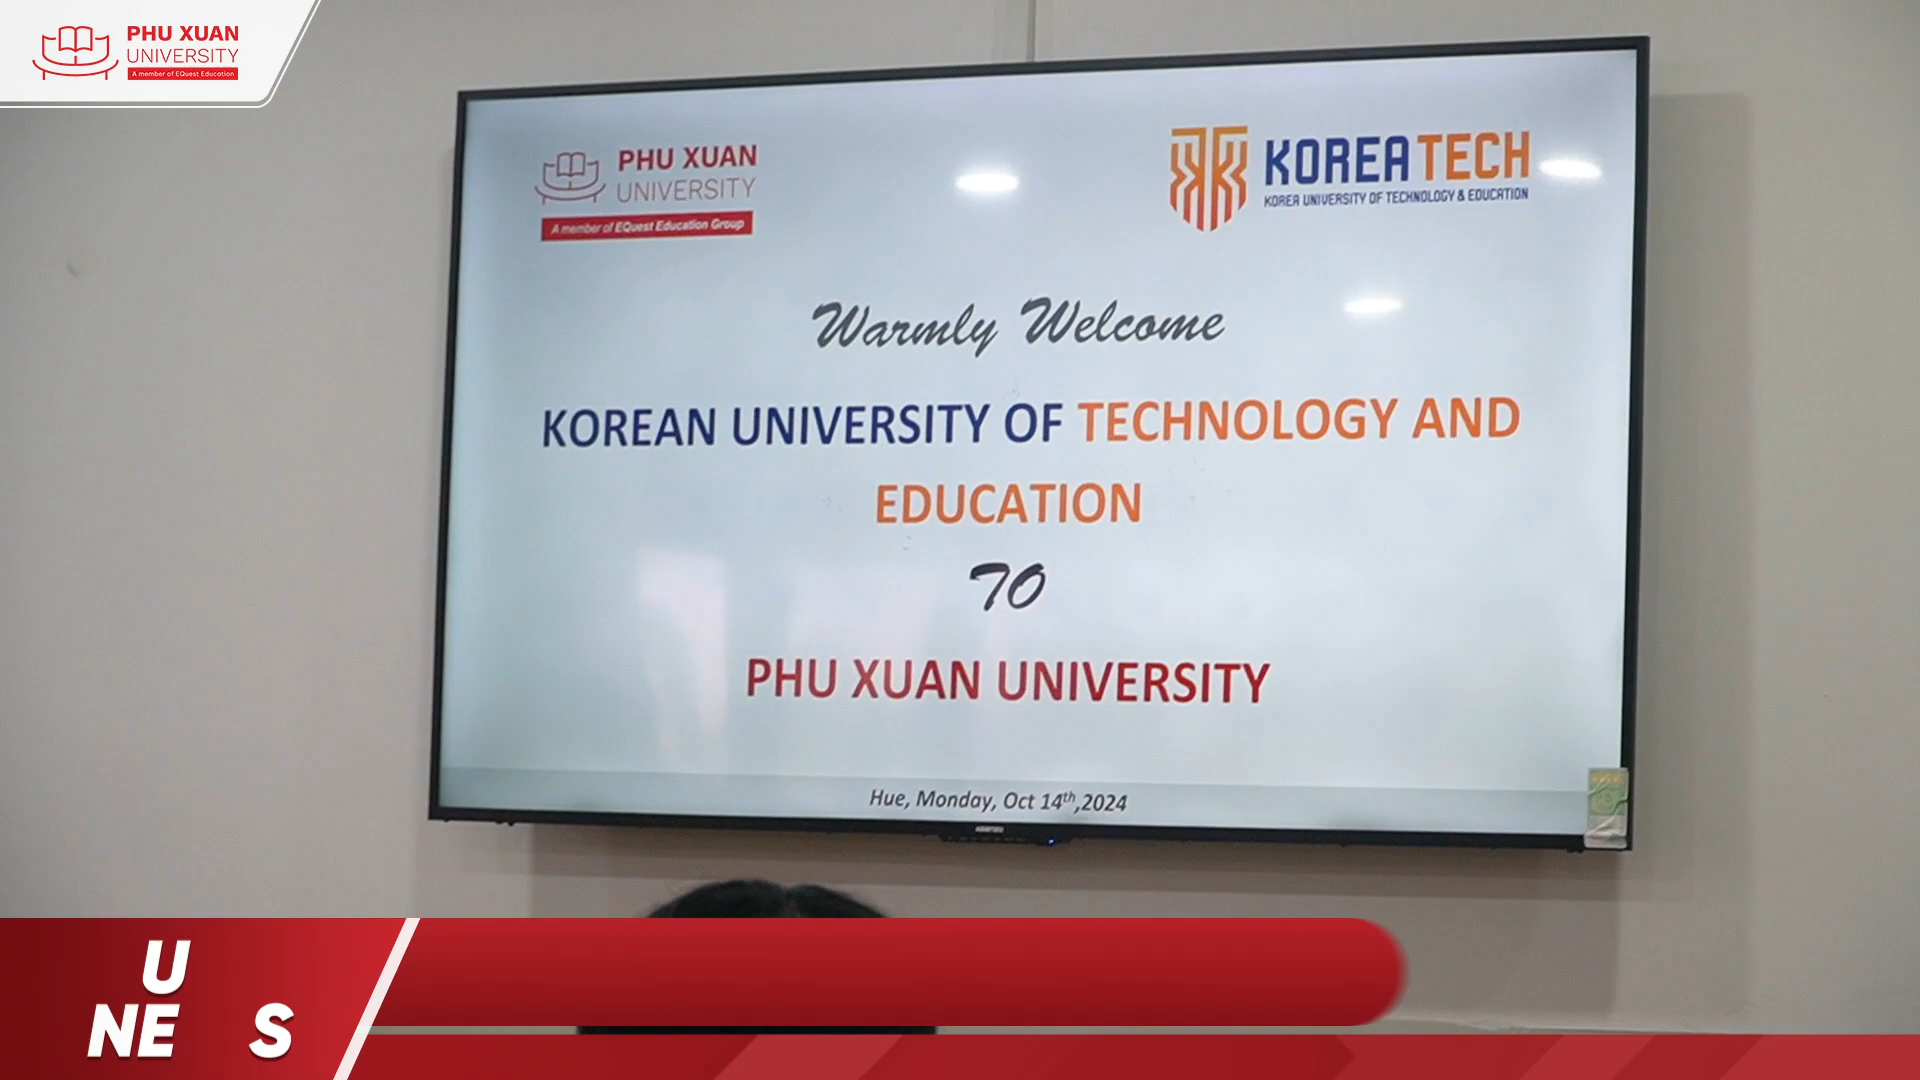 PHU XUAN
UNIVERSITY
A member of EQuest Education
PHU XUAN
UNIVERSITY
A member of EQuest Education Group
KOREATECH
KOREA UNIVERSITY OF TECHNOLOGY & EDUCATION
Warmly Welcome
KOREAN UNIVERSITY OF TECHNOLOGY AND
EDUCATION
TO
PHU XUAN UNIVERSITY
Hue, Monday, Oct 14th,2024
U
NE S